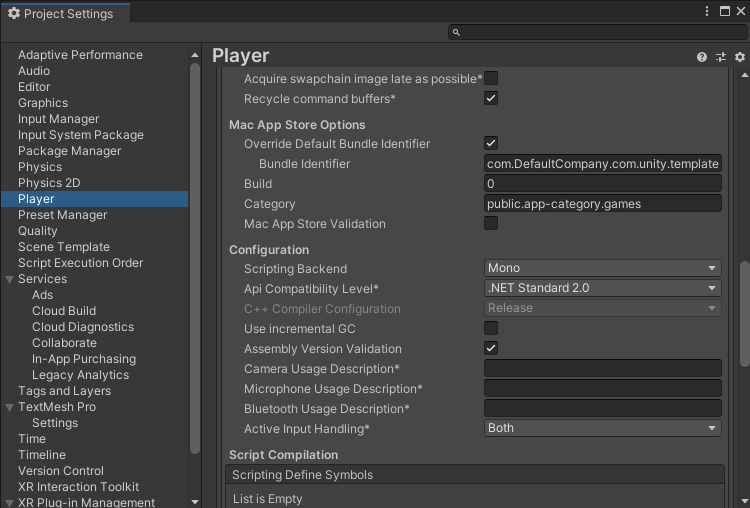 Project Settings
Adaptive Performance
Audio
Editor
Graphics
Input Manager
Input System Package
Package Manager
Physics
Physics 2D
Player
Preset Manager
Quality
Scene Template
Script Execution Order
Services
Ads
Cloud Build
Cloud Diagnostics
Collaborate
In-App Purchasing
Legacy Analytics
Tags and Layers
TextMesh Pro
Settings
Time
Timeline
Version Control
XR Interaction Toolkit
XR Plug-in Management
Player
Acquire swapchain image late as possible*
Recycle command buffers*
Mac App Store Options
Override Default Bundle Identifier
Bundle Identifier com.DefaultCompany.com.unity.template
Build 0
Category public.app-category.games
Mac App Store Validation
Configuration
Scripting Backend Mono
Api Compatibility Level* .NET Standard 2.0
C++ Compiler Configuration Release
Use incremental GC
Assembly Version Validation
Camera Usage Description*
Microphone Usage Description*
Bluetooth Usage Description*
Active Input Handling* Both
Script Compilation
Scripting Define Symbols
List is Empty